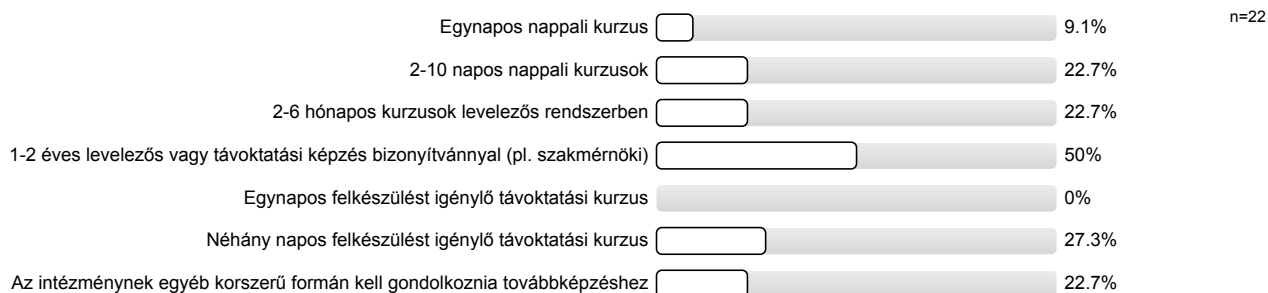 Egynapos nappali kurzus 9.1% n=22
2-10 napos nappali kurzusok 22.7%
2-6 hónapos kurzusok levelezős rendszerben 22.7%
1-2 éves levelezős vagy távoktatási képzés bizonyítvánnyal (pl. szakmérnöki) 50%
Egynapos felkészülést igénylő távoktatási kurzus 0%
Néhány napos felkészülést igénylő távoktatási kurzus 27.3%
Az intézménynek egyéb korszerű formán kell gondolkoznia továbbképzéshez 22.7%